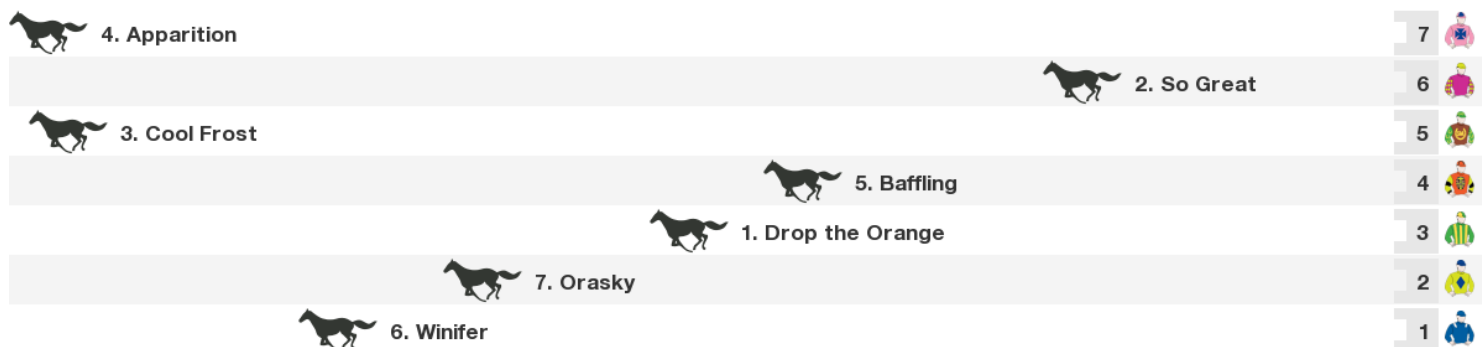 4. Apparition 7
2. So Great 6
3. Cool Frost 5
5. Baffling 4
1. Drop the Orange 3
7. Orasky 2
6. Winifer 1